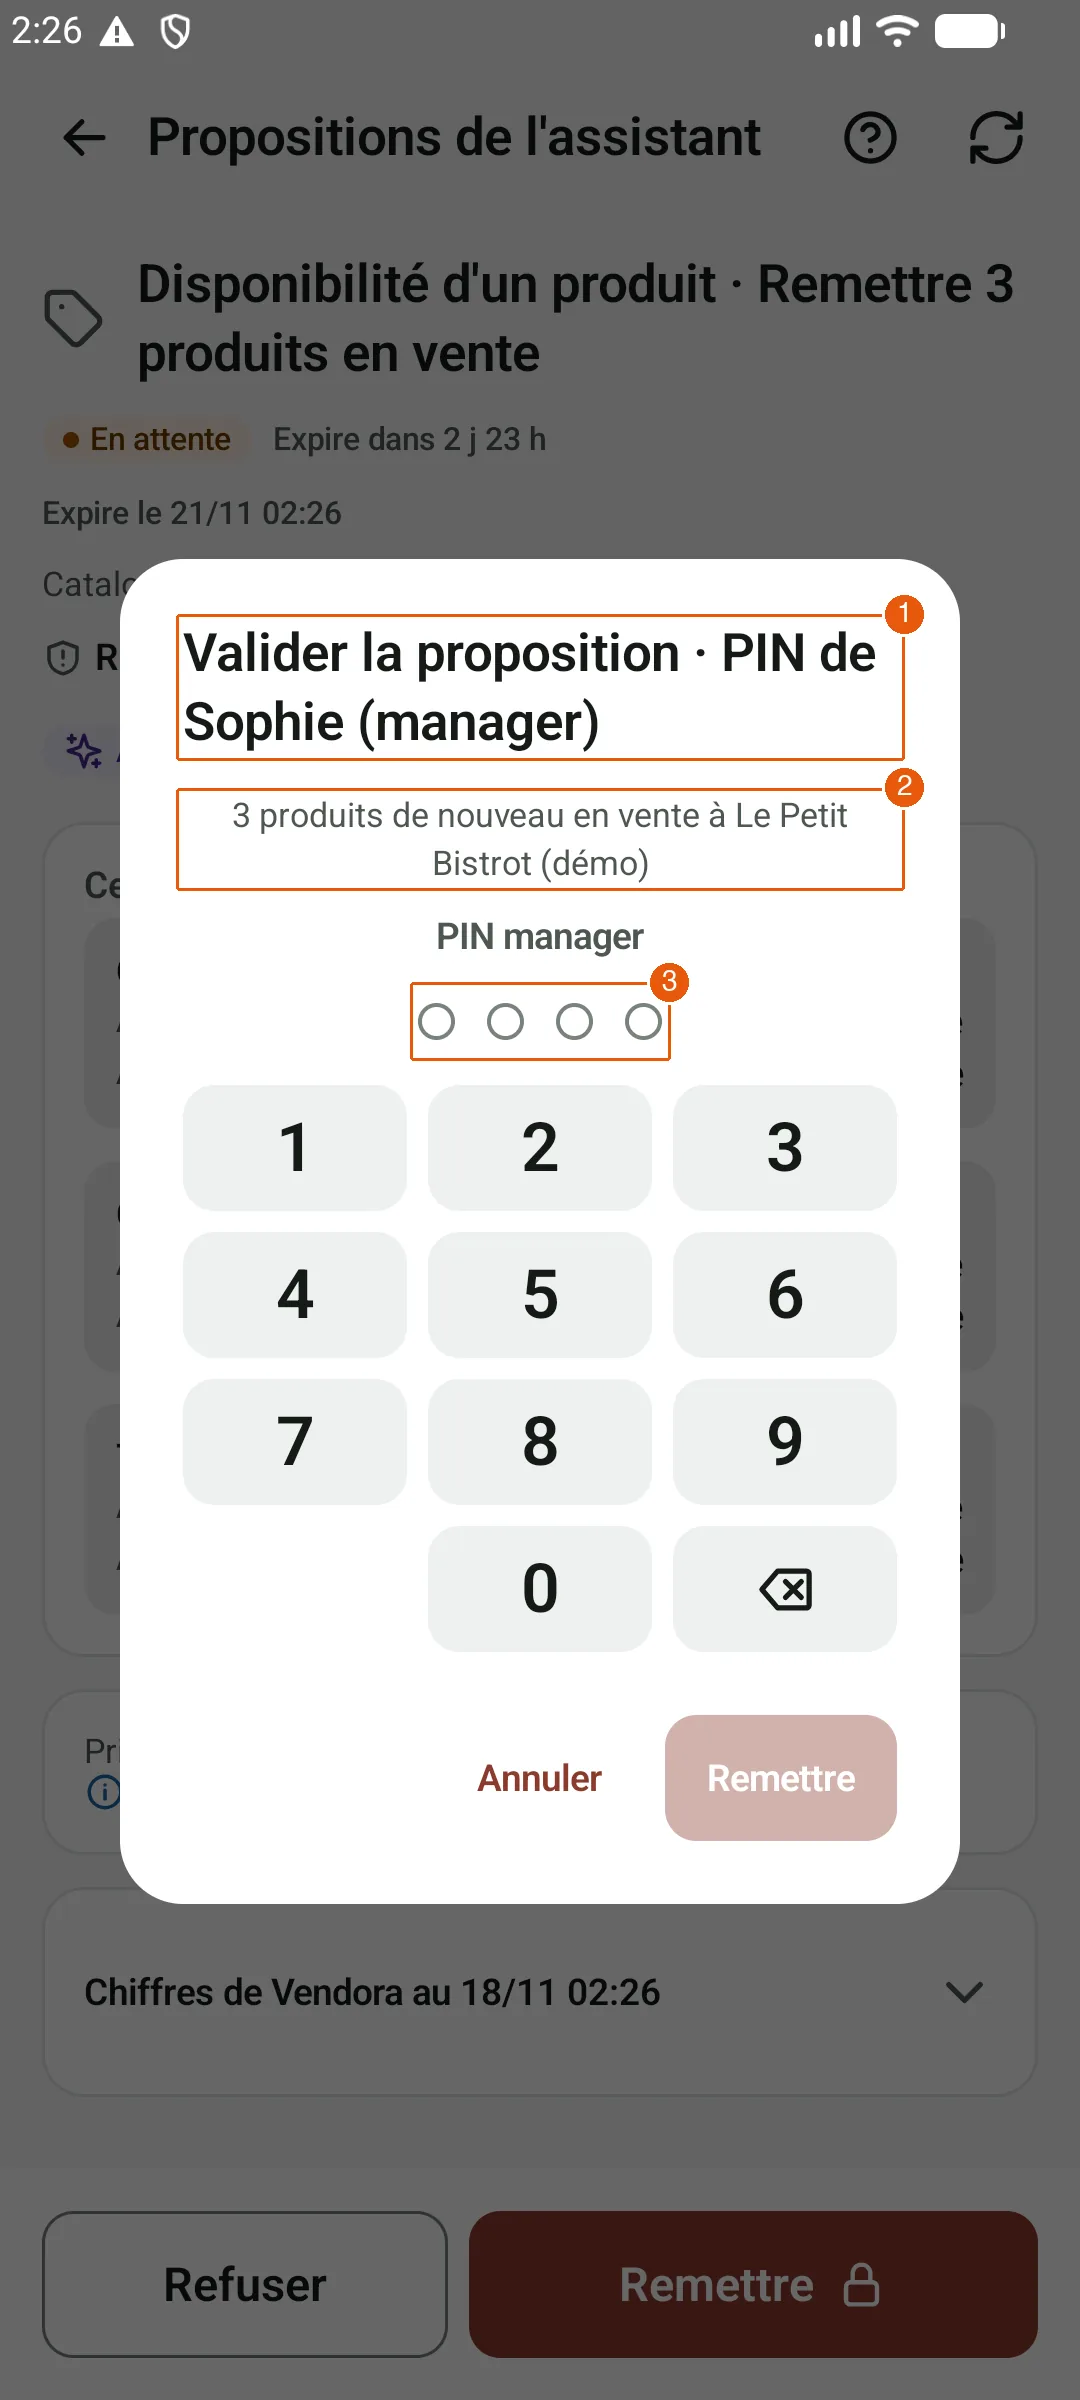 2:26
Propositions de l'assistant
Disponibilité d'un produit · Remettre 3
produits en vente
En attente
Expire dans 2 j 23 h
Expire le 21/11 02:26
1
Valider la proposition · PIN de
Sophie (manager)
2
3 produits de nouveau en vente à Le Petit
Bistrot (démo)
PIN manager
3
1 2 3
4 5 6
7 8 9
0
Annuler
Remettre
Chiffres de Vendora au 18/11 02:26
Refuser
Remettre